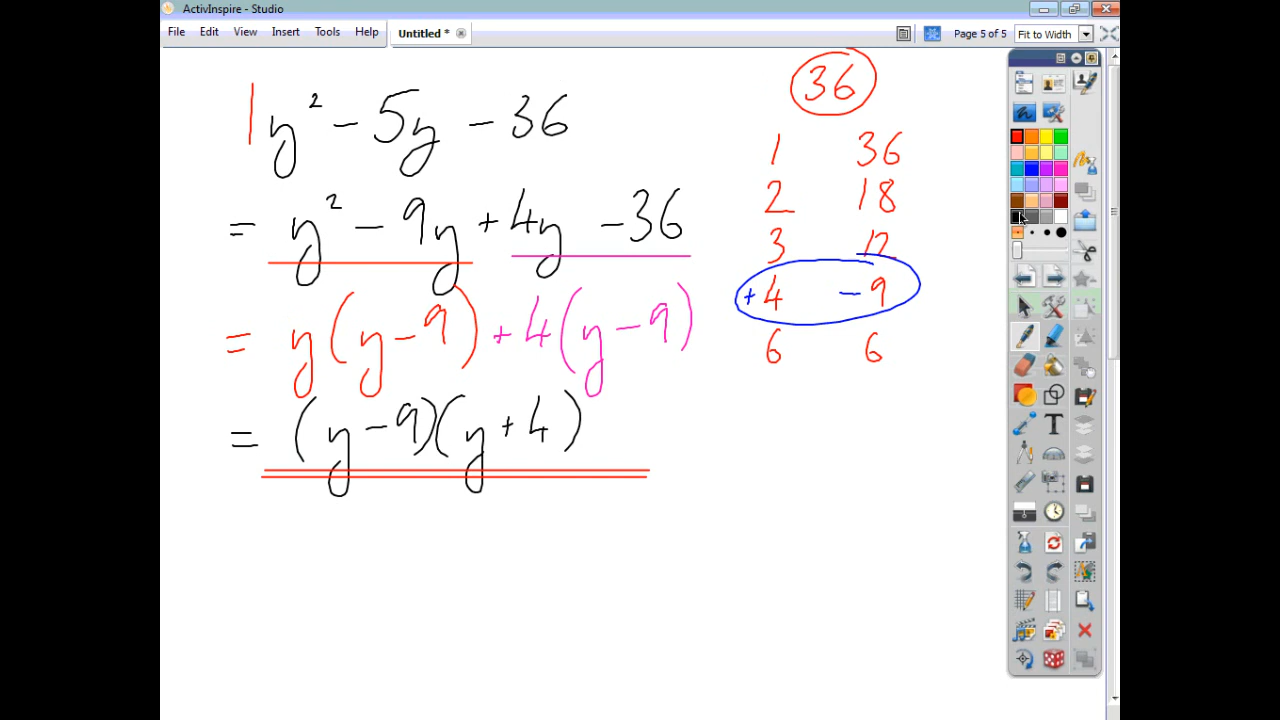 ActivInspire - Studio
File Edit View Insert Tools Help Untitled * Page 5 of 5 Fit to Width
1y² - 5y - 36
= y² - 9y + 4y - 36
= y(y - 9) + 4(y - 9)
= (y - 9)(y + 4)
36
1 36
2 18
3 12
+4 -9
6 6